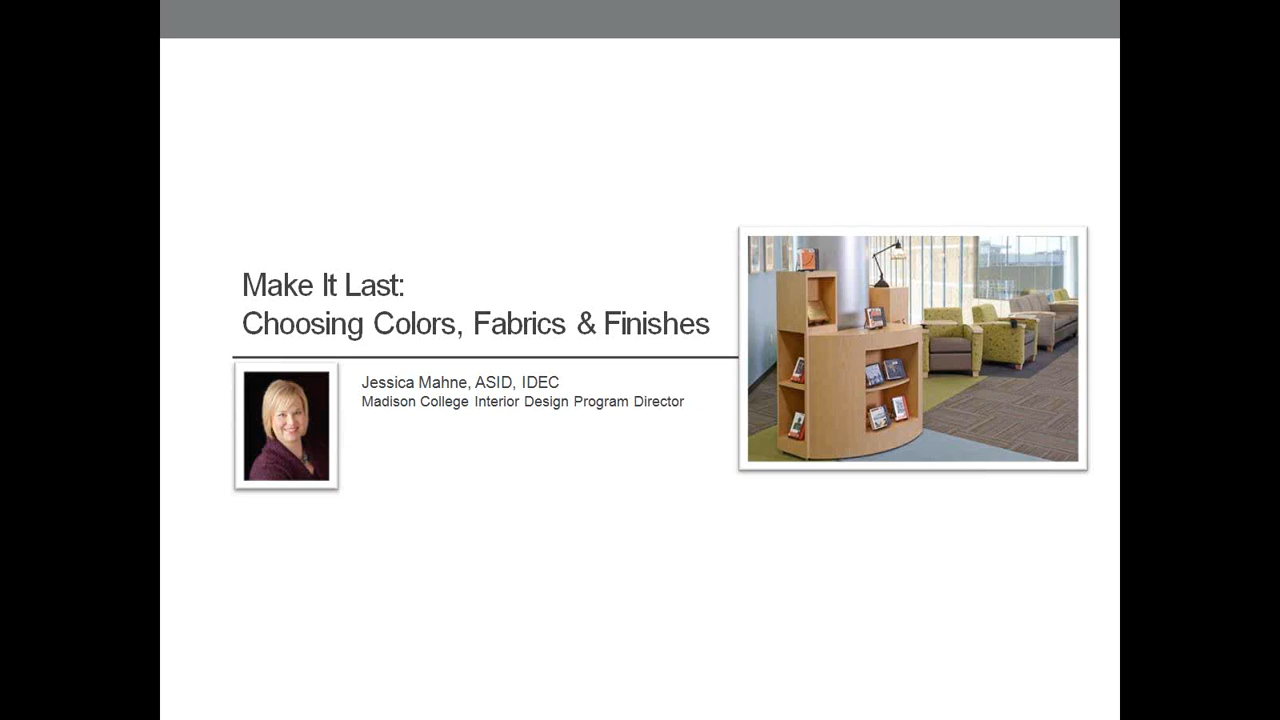 Make It Last:
Choosing Colors, Fabrics & Finishes
Jessica Mahne, ASID, IDEC
Madison College Interior Design Program Director